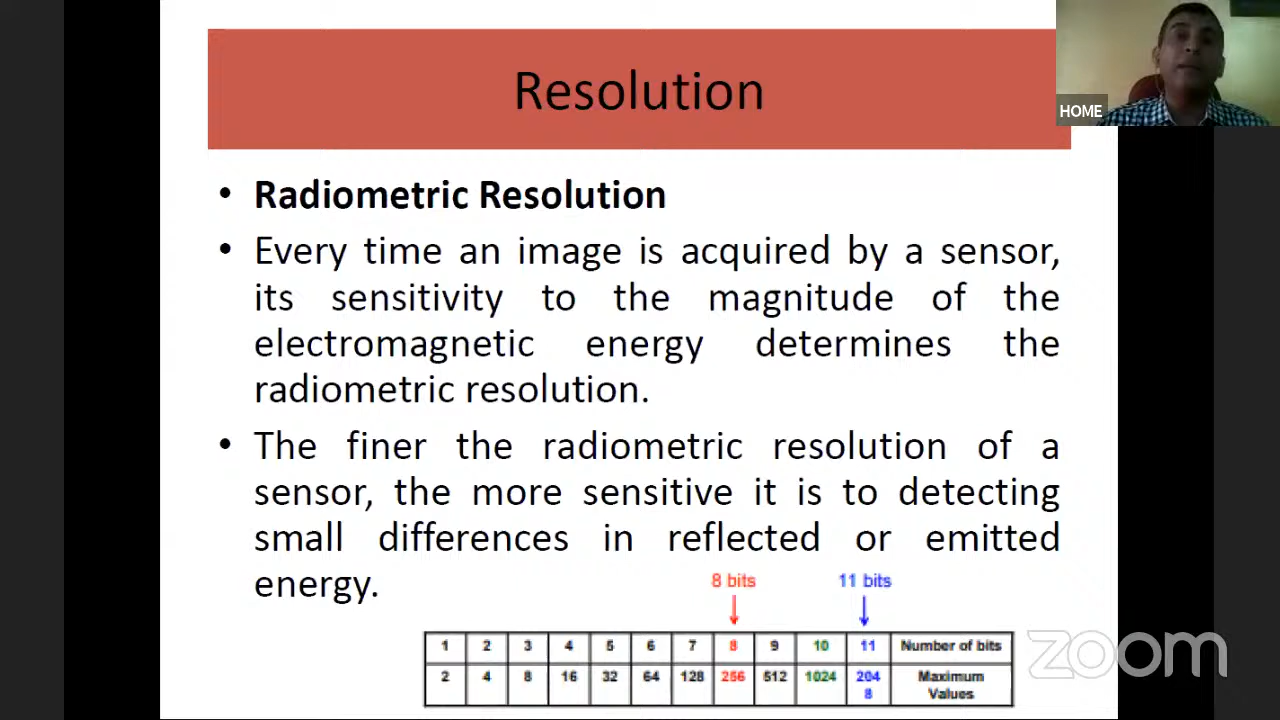 Resolution
HOME
• Radiometric Resolution
• Every time an image is acquired by a sensor,
its sensitivity to the magnitude of the
electromagnetic energy determines the
radiometric resolution.
• The finer the radiometric resolution of a
sensor, the more sensitive it is to detecting
small differences in reflected or emitted
energy.
8 bits 11 bits
1 2 3 4 5 6 7 8 9 10 11 Number of bits
2 4 8 16 32 64 128 256 512 1024 204 Maximum
8 Values
zoom